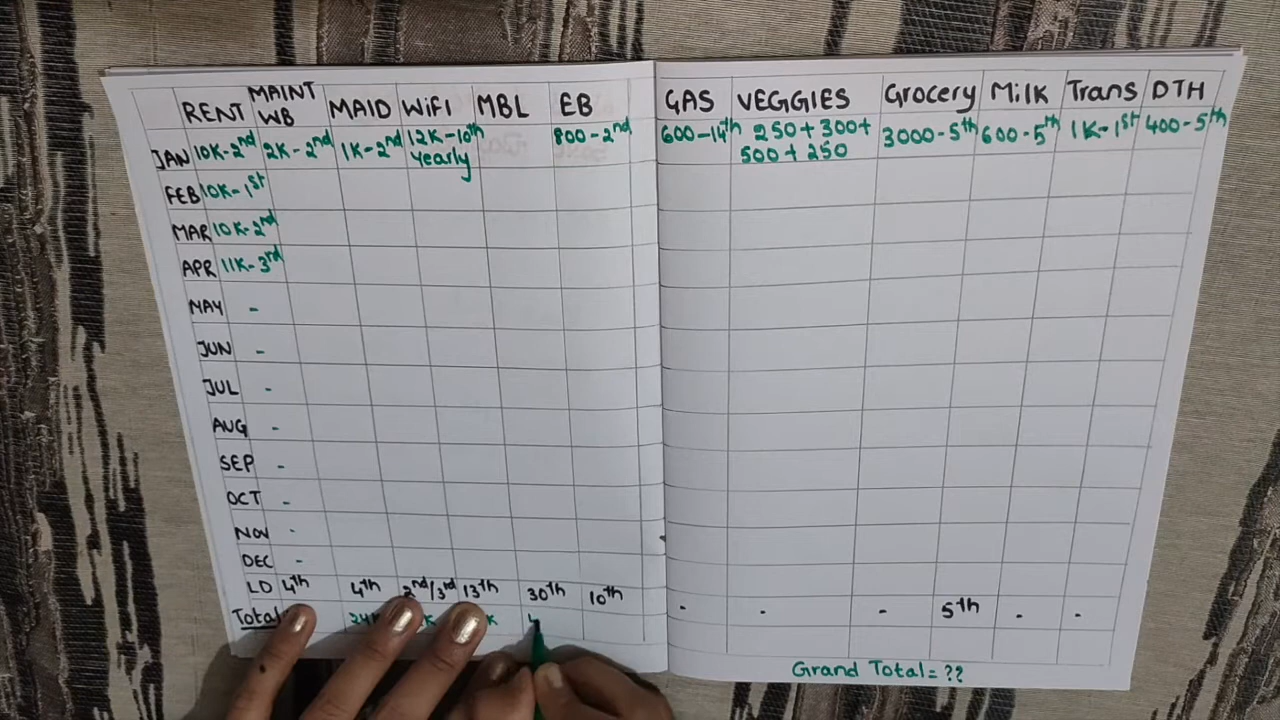 RENT MAINT WB MAID WiFI MBL EB GAS VEGGIES Grocery Milk Trans DTH
JAN 10K-2nd 2K-2nd 1K-2nd 12K-10th yearly 800-2nd 600-14th 250+300+ 500+250 3000-5th 600-5th 1K-1st 400-5th
FEB 10K-1st
MAR 10K-2nd
APR 11K-3rd
MAY -
JUN -
JUL -
AUG -
SEP -
OCT -
NOV -
DEC -
LD 4th 4th 2nd/3rd 13th 30th 10th - - - 5th - -
Total
Grand Total = ??